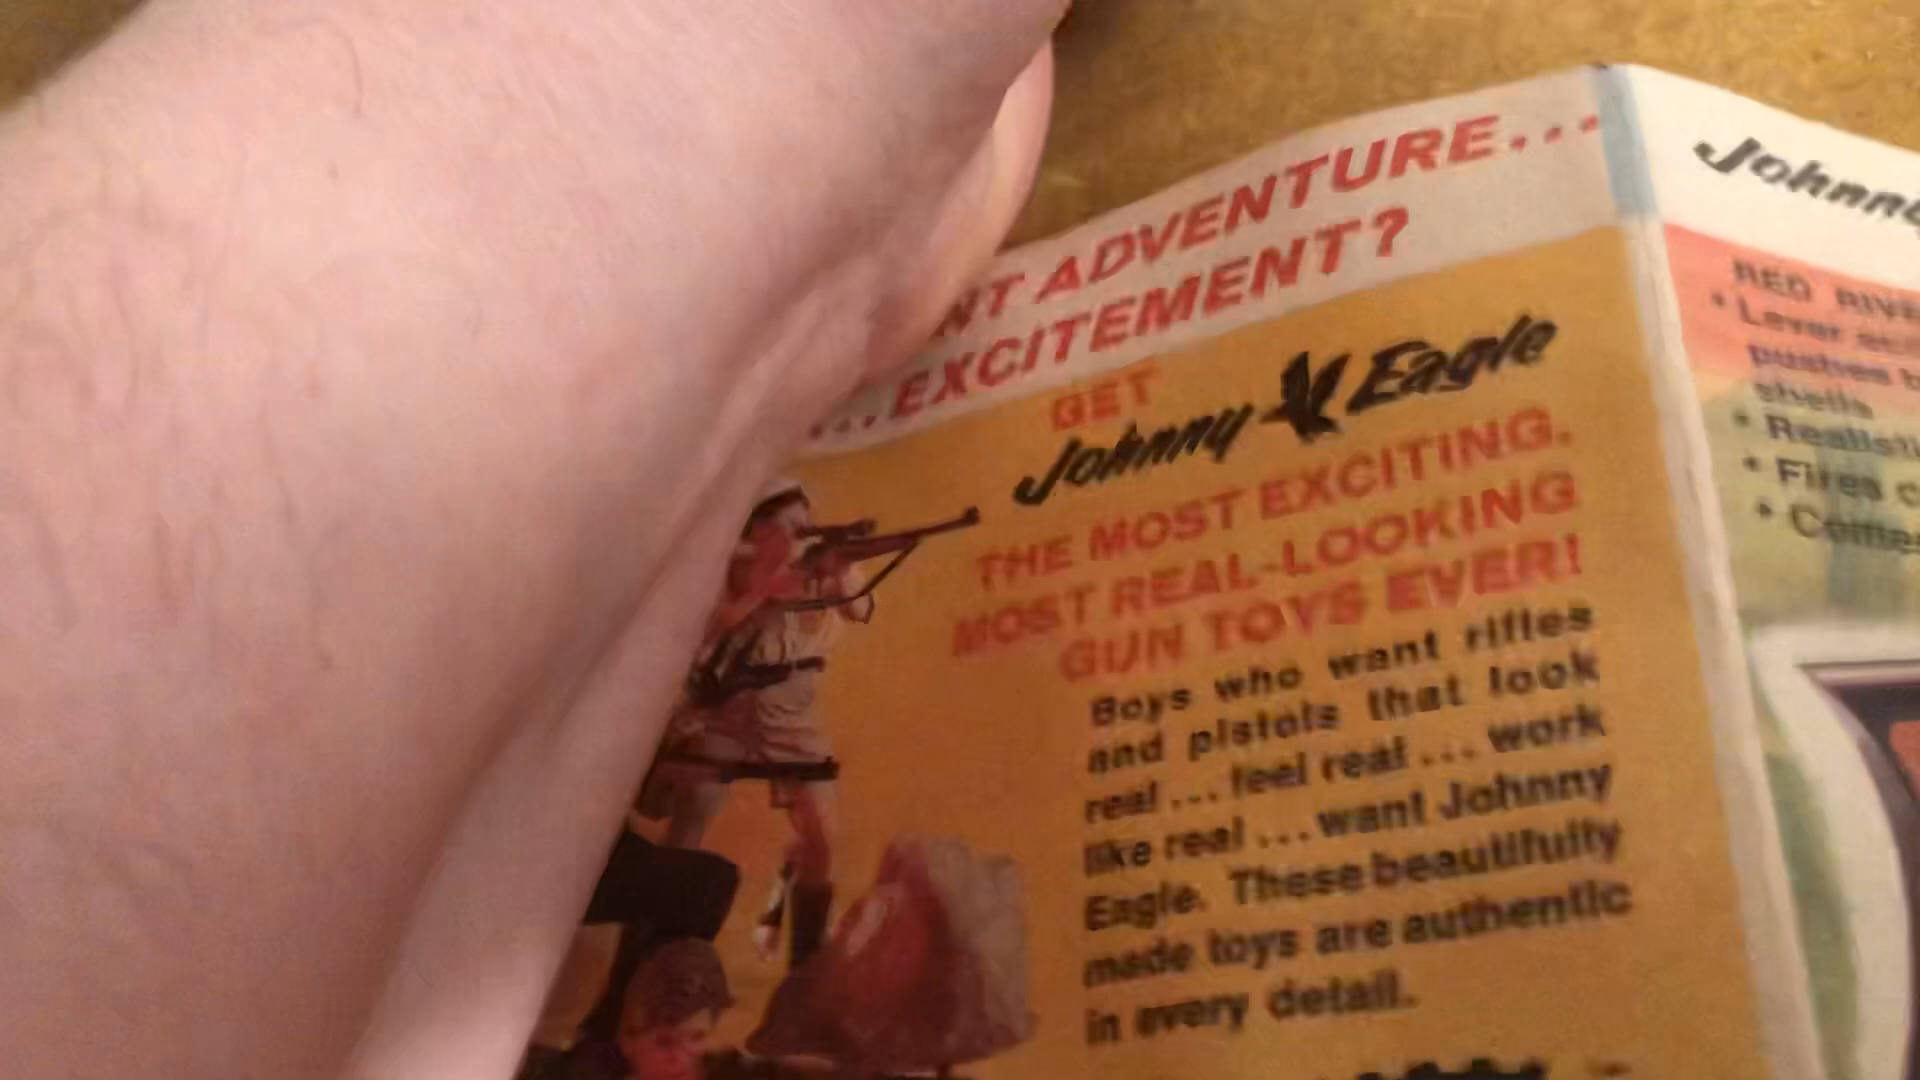 ADVENTURE...
...EXCITEMENT?
GET
Johnny Eagle
THE MOST EXCITING,
MOST REAL-LOOKING
GUN TOYS EVER!
Boys who want rifles
and pistols that look
real ... feel real ... work
like real ... want Johnny
Eagle. These beautifully
made toys are authentic
in every detail.
Johnny
RED
• Lever
pushes
shells
•
• Fires
•